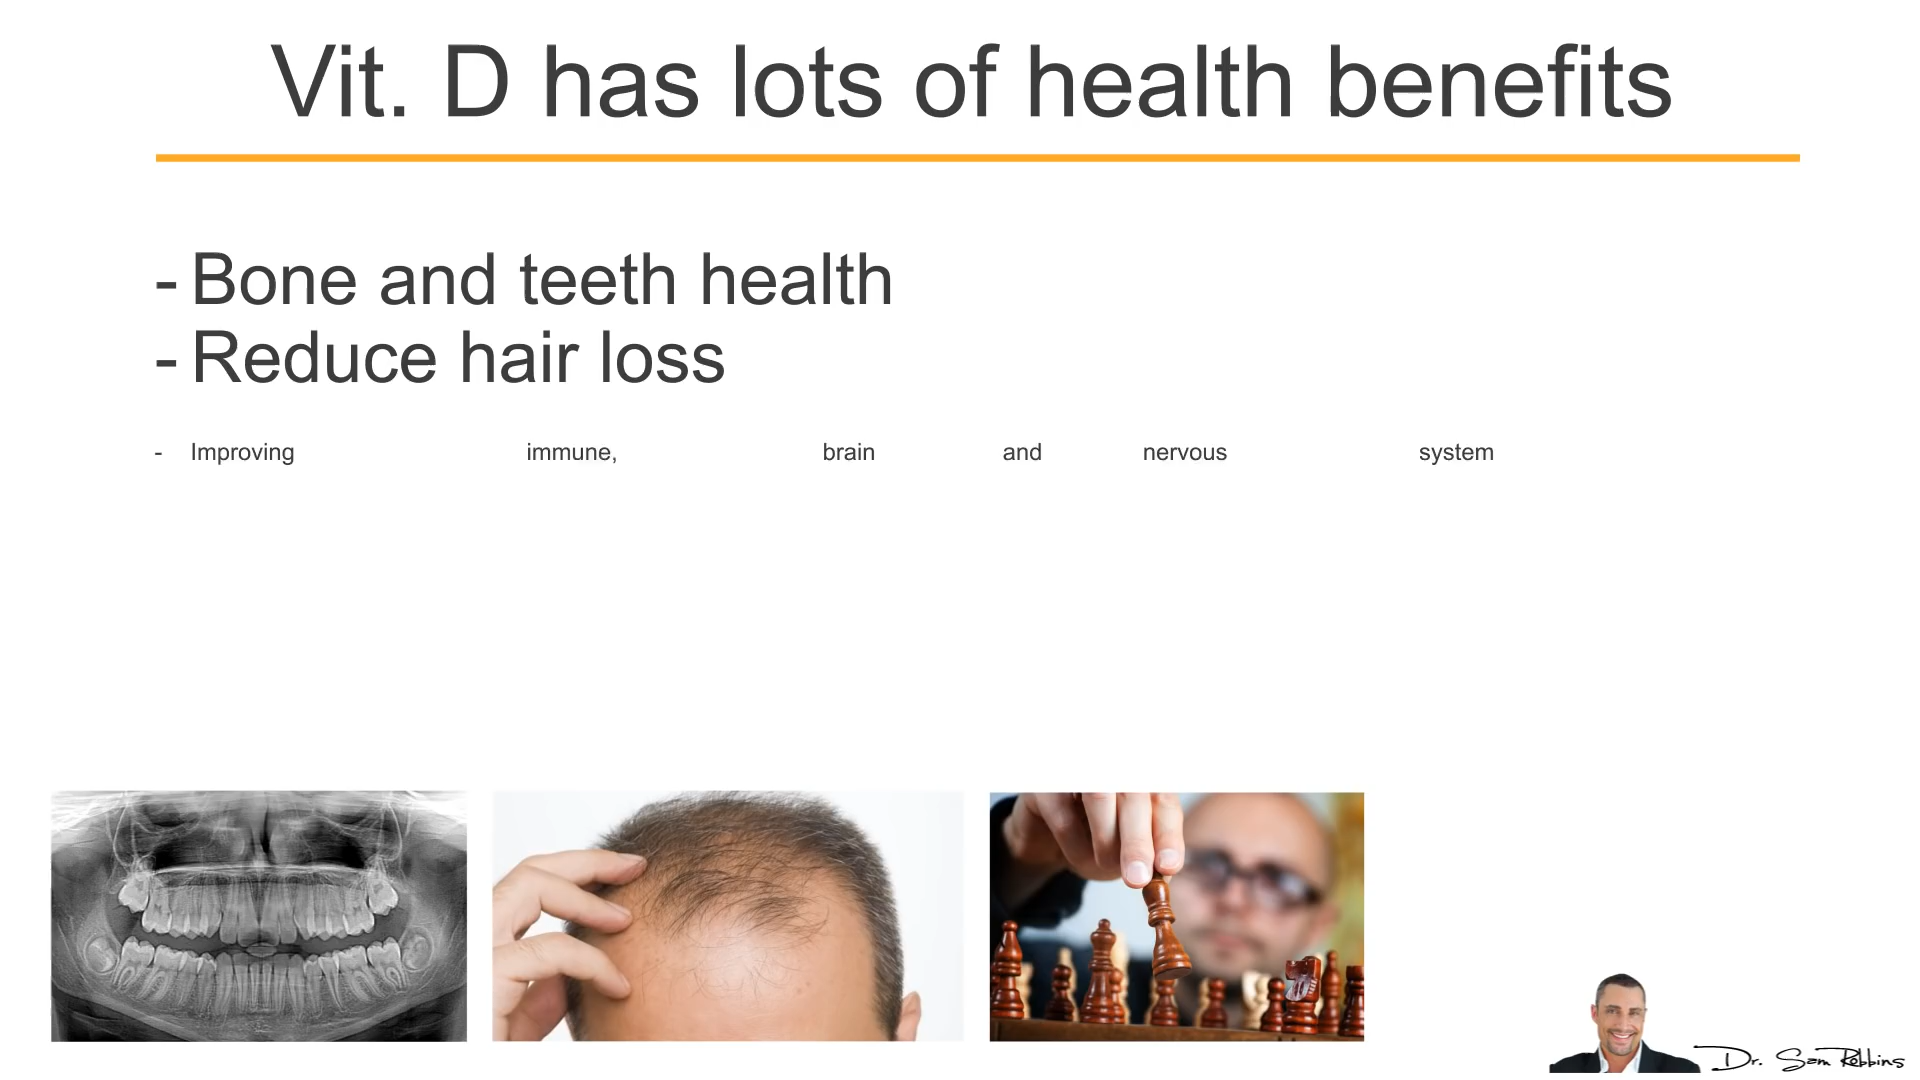 Vit. D has lots of health benefits
- Bone and teeth health
- Reduce hair loss
- Improving immune, brain and nervous system
Dr. Sam Robbins